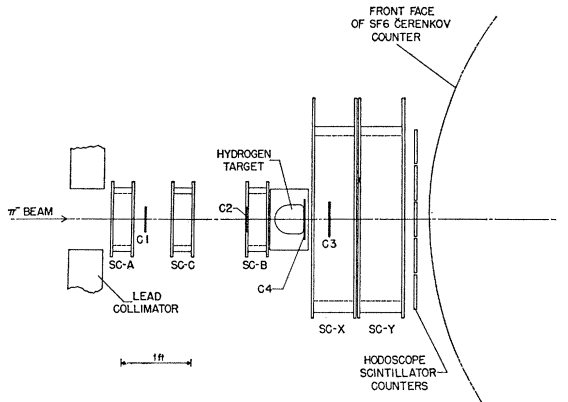 FRONT FACE
OF SF6 ČERENKOV
COUNTER
HYDROGEN
TARGET
π⁻ BEAM
C1
C2
C3
SC-A
SC-C
SC-B
C4
LEAD
COLLIMATOR
SC-X
SC-Y
1 ft
HODOSCOPE
SCINTILLATOR
COUNTERS